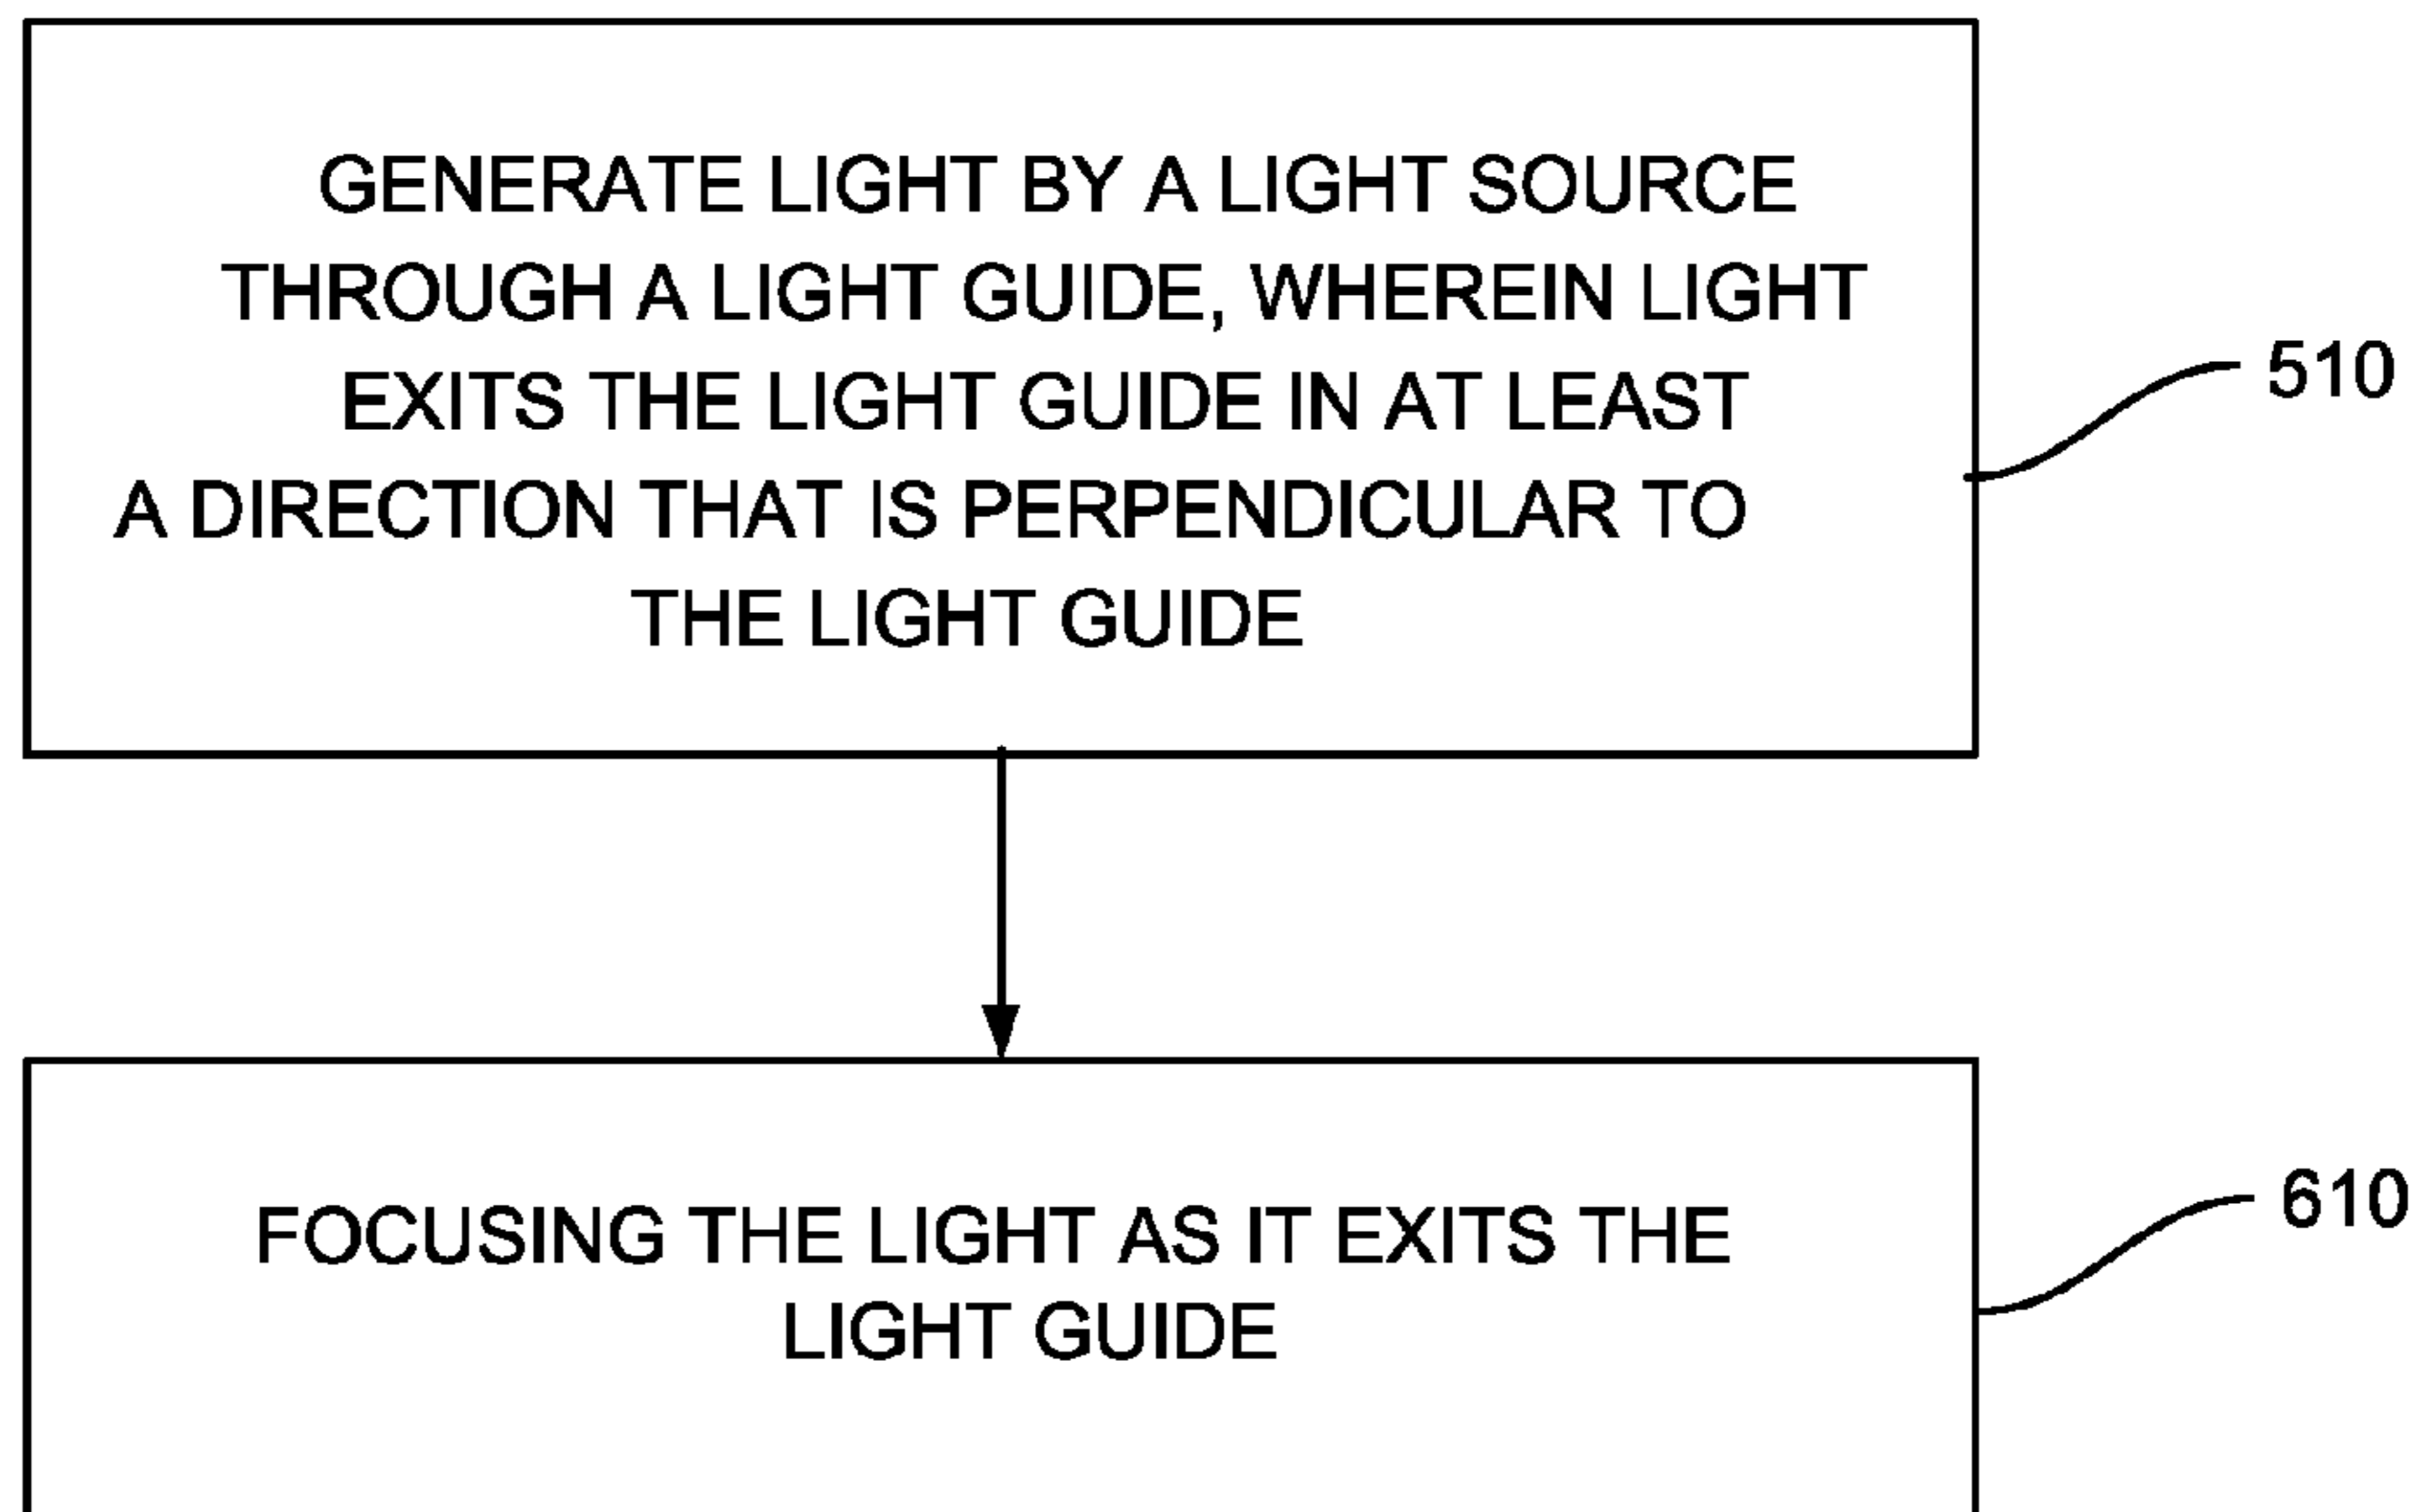 GENERATE LIGHT BY A LIGHT SOURCE
THROUGH A LIGHT GUIDE, WHEREIN LIGHT
EXITS THE LIGHT GUIDE IN AT LEAST
A DIRECTION THAT IS PERPENDICULAR TO
THE LIGHT GUIDE
510
FOCUSING THE LIGHT AS IT EXITS THE
LIGHT GUIDE
610